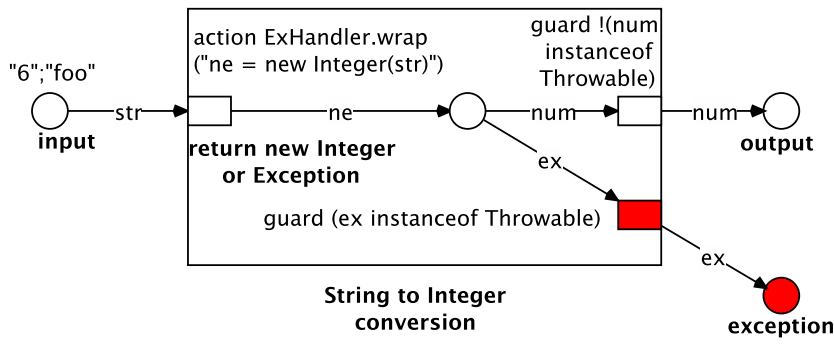 guard !(num
instanceof
Throwable)
action ExHandler.wrap
("ne = new Integer(str)")
"6";"foo"
str
ne
num
num
input
output
return new Integer
or Exception
ex
guard (ex instanceof Throwable)
ex
String to Integer
conversion
exception